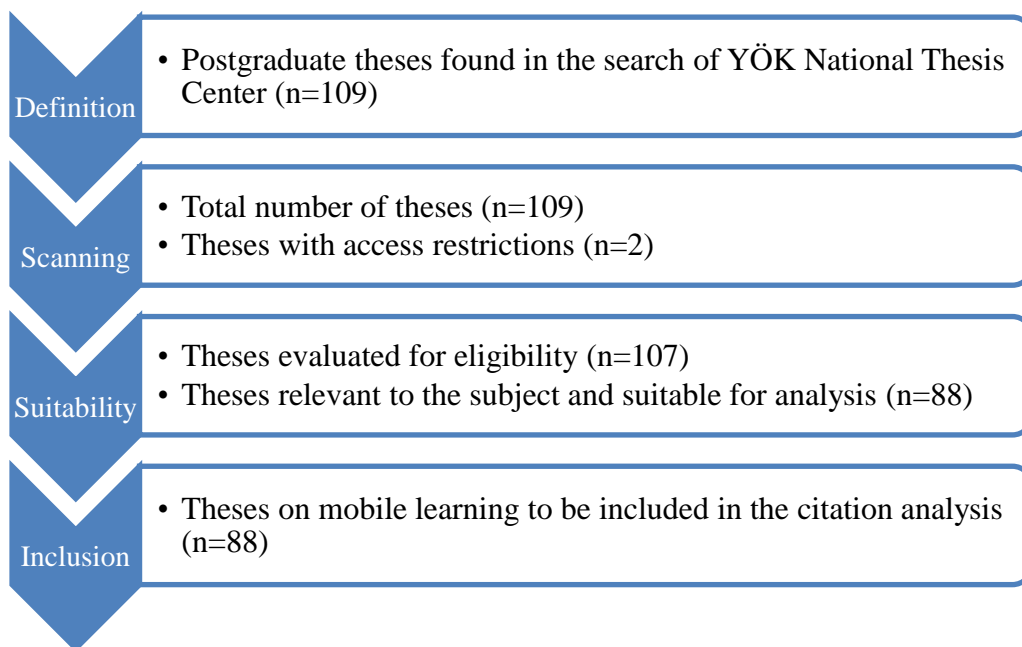 Definition
• Postgraduate theses found in the search of YÖK National Thesis
Center (n=109)
Scanning
• Total number of theses (n=109)
• Theses with access restrictions (n=2)
Suitability
• Theses evaluated for eligibility (n=107)
• Theses relevant to the subject and suitable for analysis (n=88)
Inclusion
• Theses on mobile learning to be included in the citation analysis
(n=88)